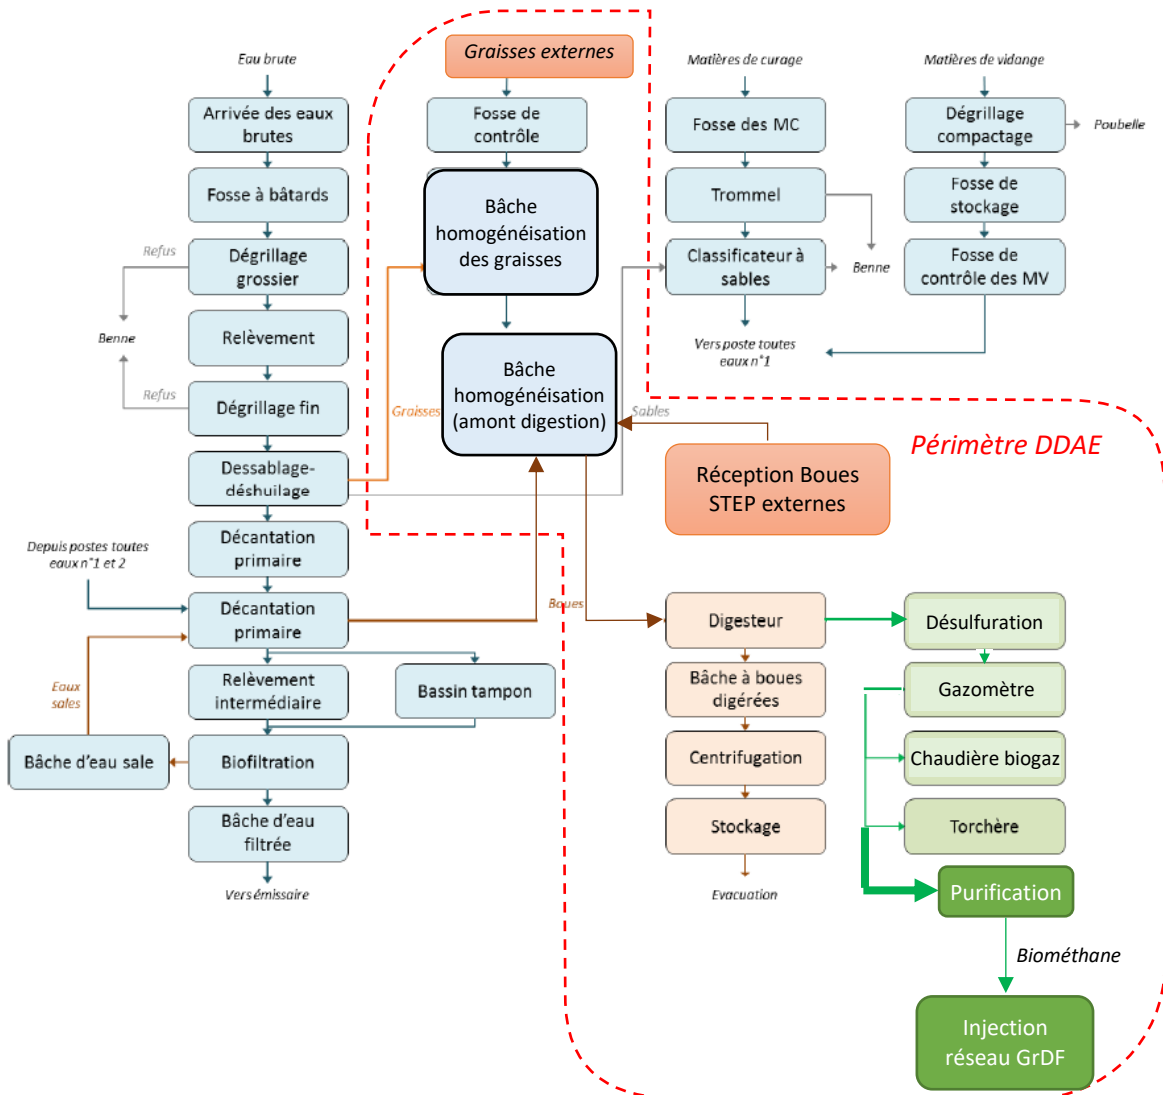 Eau brute
Arrivée des eaux
brutes
Fosse à bâtards
Refus
Dégrillage
grossier
Benne
Relèvement
Refus
Dégrillage fin
Dessablage-
déshuilage
Décantation
primaire
Depuis postes toutes
eaux n°1 et 2
Décantation
primaire
Eaux
sales
Relèvement
intermédiaire
Bassin tampon
Bâche d'eau sale
Biofiltration
Bâche d'eau
filtrée
Vers émissaire
Graisses externes
Fosse de
contrôle
Bâche
homogénéisation
des graisses
Bâche
homogénéisation
(amont digestion)
Graisses
Sables
Boues
Matières de curage
Fosse des MC
Trommel
Classificateur à
sables
Benne
Vers poste toutes
eaux n°1
Matières de vidange
Dégrillage
compactage
Poubelle
Fosse de
stockage
Fosse de
contrôle des MV
Périmètre DDAE
Réception Boues
STEP externes
Digesteur
Bâche à boues
digérées
Centrifugation
Stockage
Evacuation
Désulfuration
Gazomètre
Chaudière biogaz
Torchère
Purification
Biométhane
Injection
réseau GrDF